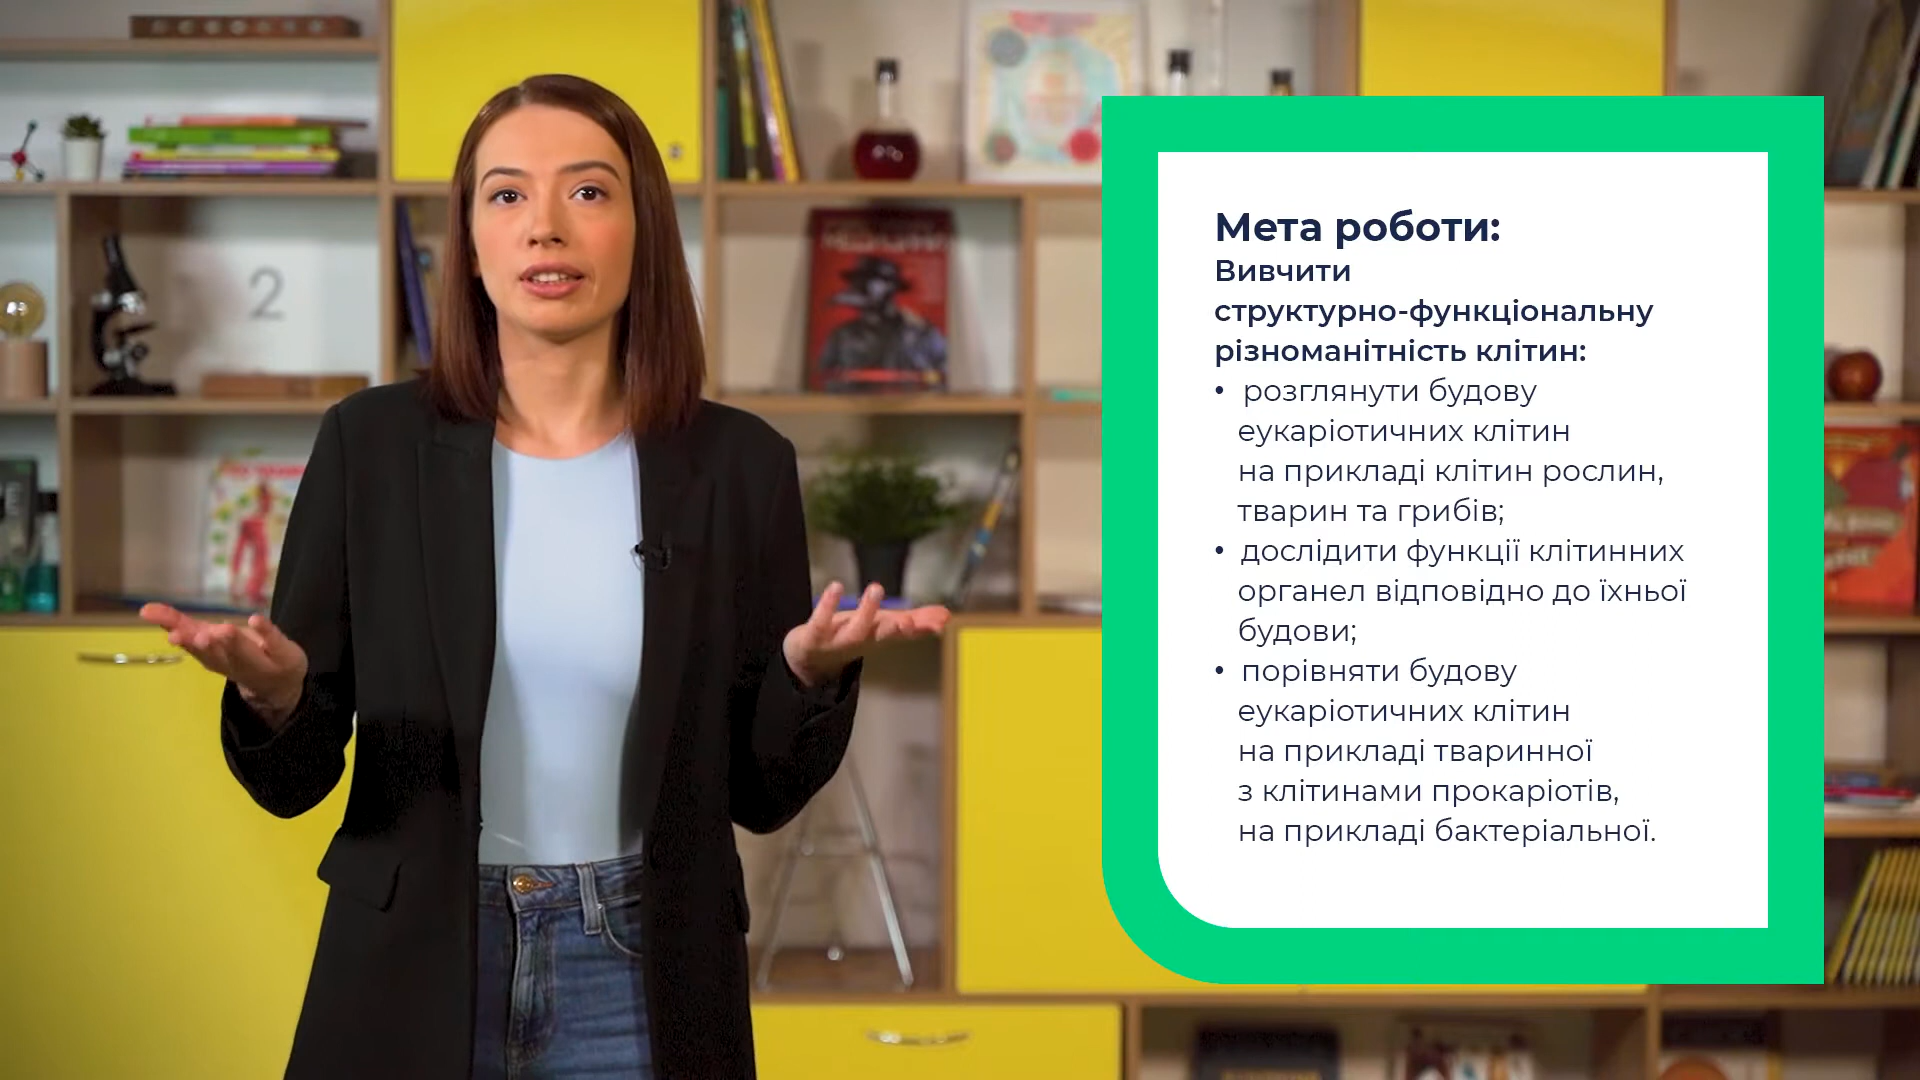 2
Мета роботи:
Вивчити
структурно-функціональну
різноманітність клітин:
• розглянути будову
еукаріотичних клітин
на прикладі клітин рослин,
тварин та грибів;
• дослідити функції клітинних
органел відповідно до їхньої
будови;
• порівняти будову
еукаріотичних клітин
на прикладі тваринної
з клітинами прокаріотів,
на прикладі бактеріальної.